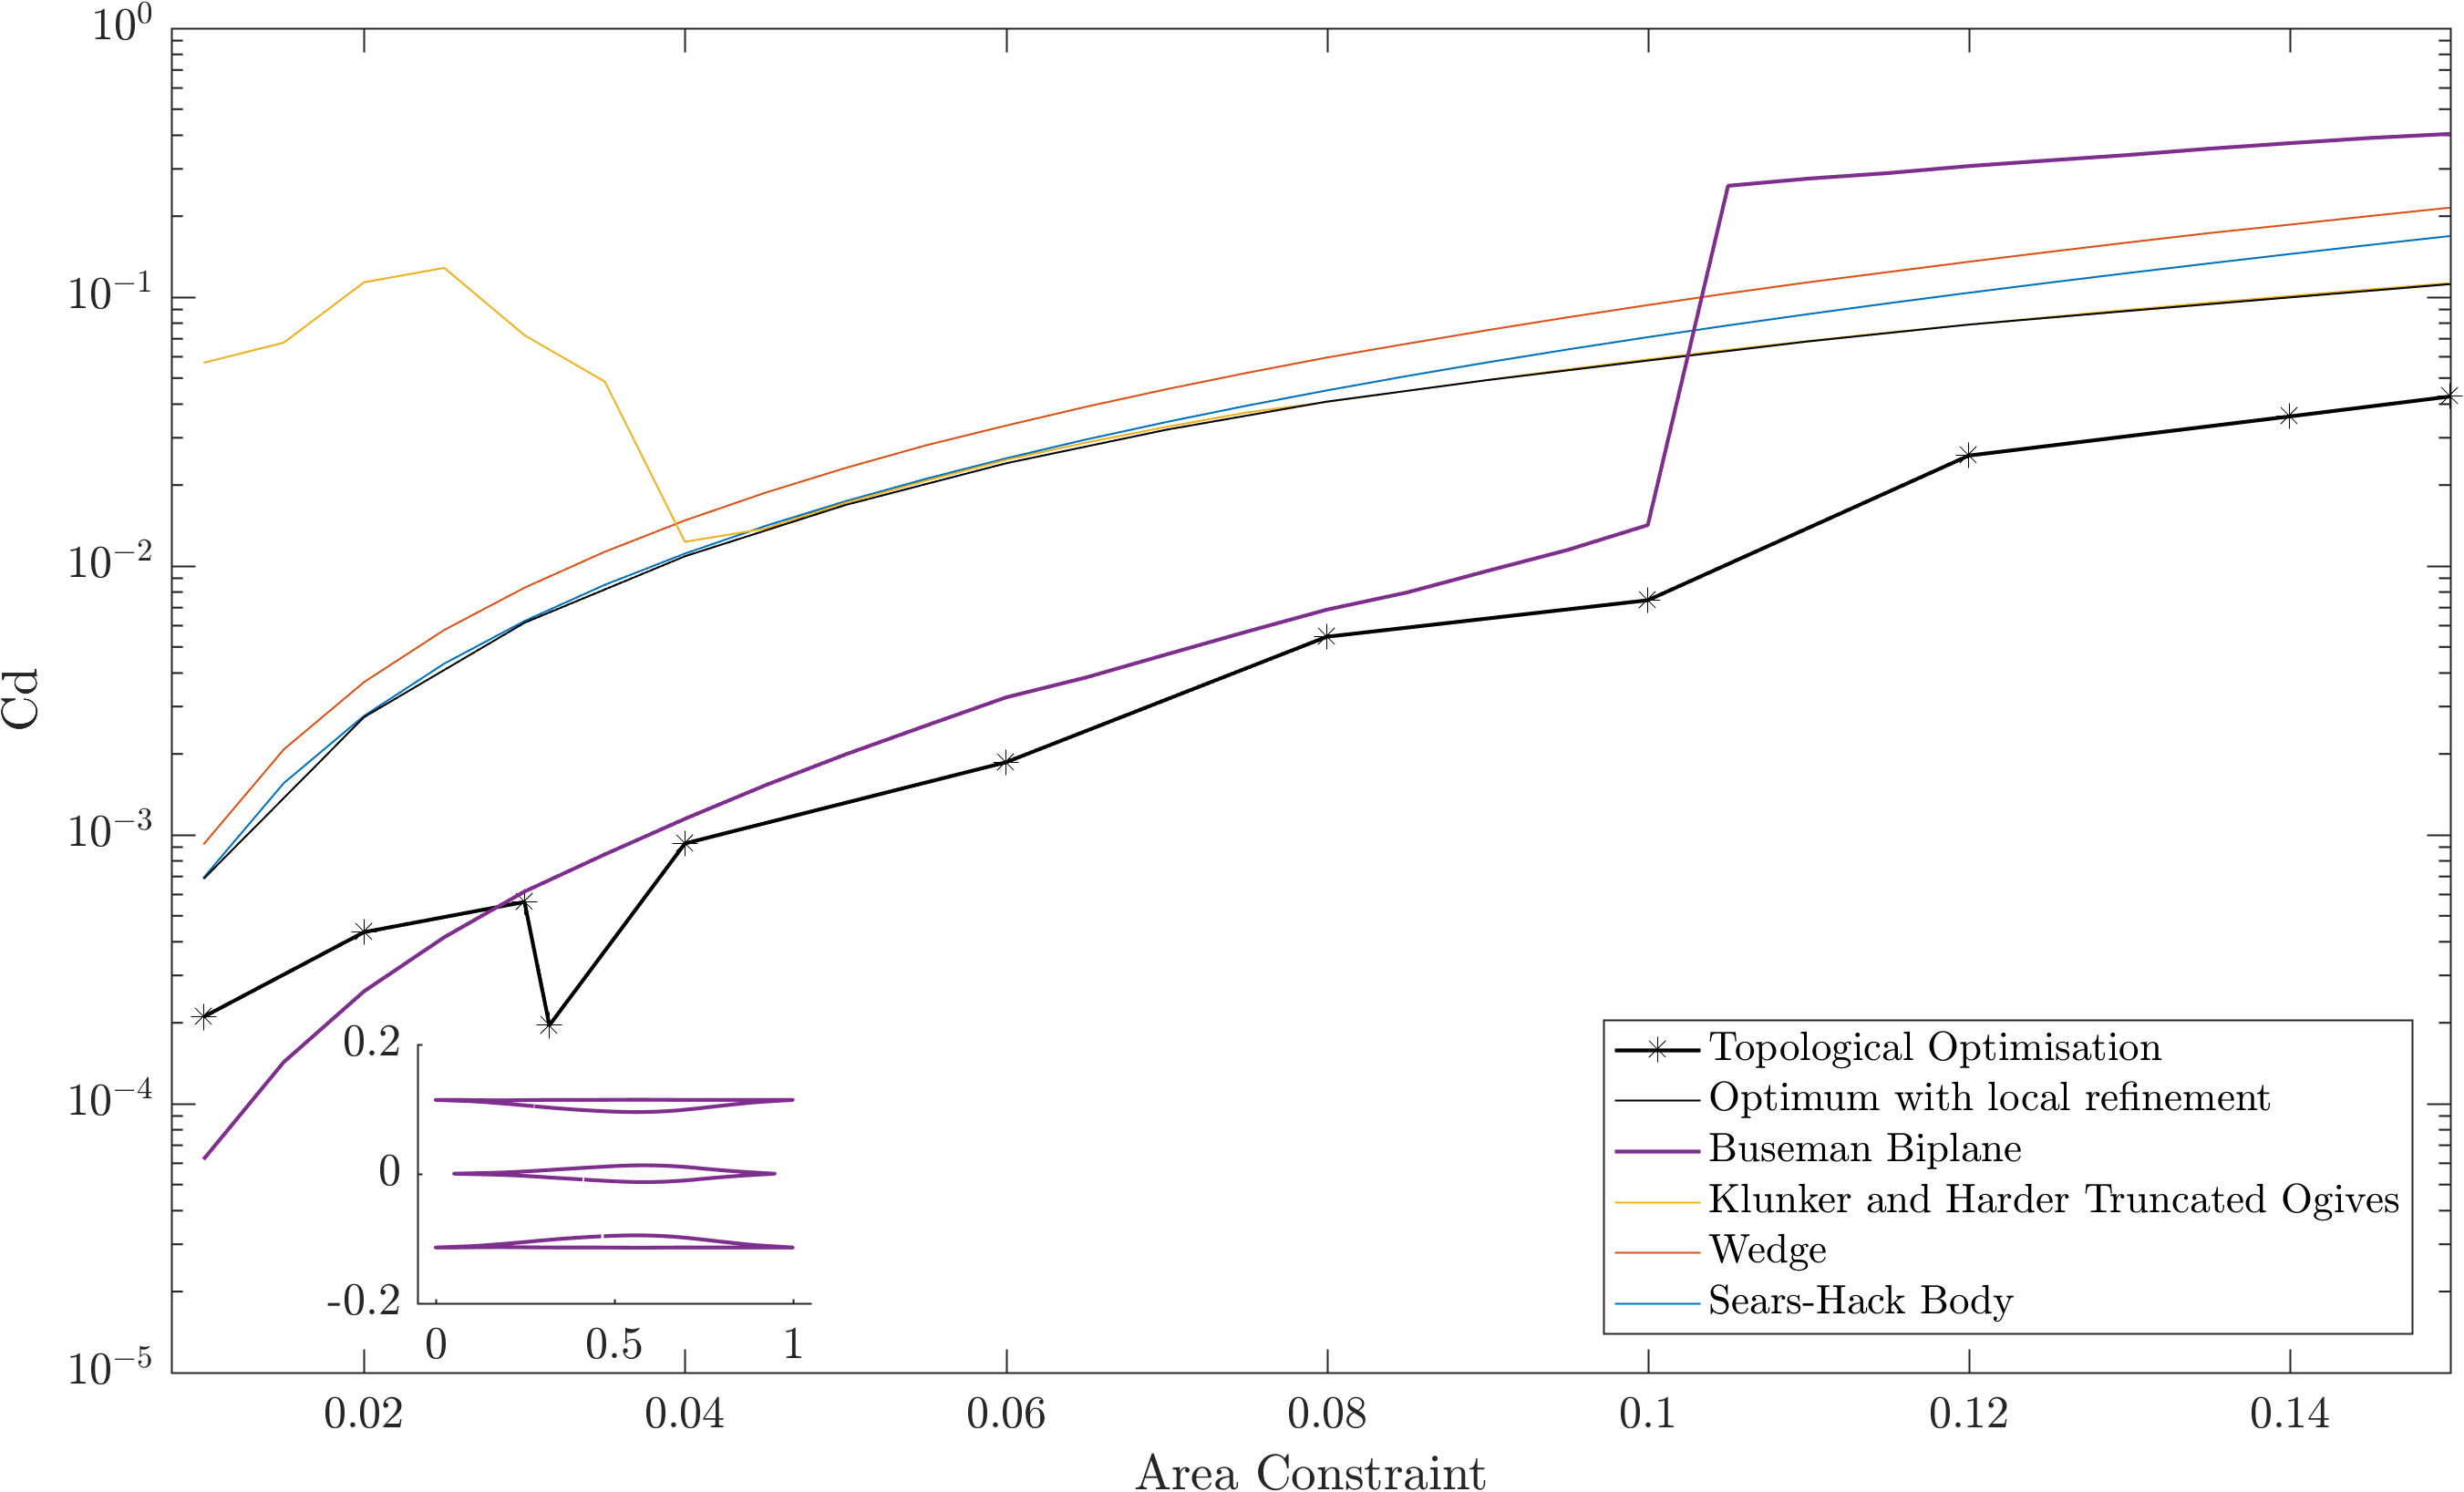 10^0
10^−1
10^−2
10^−3
10^−4
10^−5
Cd
0.2
0
-0.2
0 0.5 1
Topological Optimisation
Optimum with local refinement
Buseman Biplane
Klunker and Harder Truncated Ogives
Wedge
Sears-Hack Body
0.02 0.04 0.06 0.08 0.1 0.12 0.14
Area Constraint